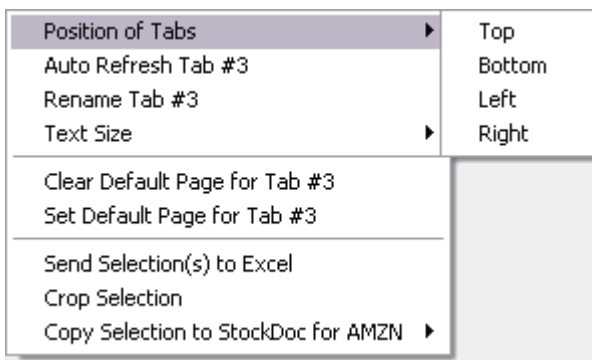 Position of Tabs
Auto Refresh Tab #3
Rename Tab #3
Text Size
Clear Default Page for Tab #3
Set Default Page for Tab #3
Send Selection(s) to Excel
Crop Selection
Copy Selection to StockDoc for AMZN
Top
Bottom
Left
Right